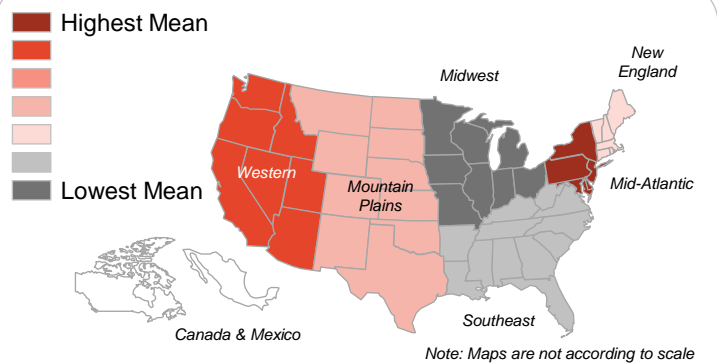 Highest Mean
New
England
Midwest
Western
Mountain
Plains
Mid-Atlantic
Lowest Mean
Southeast
Canada & Mexico
Note: Maps are not according to scale